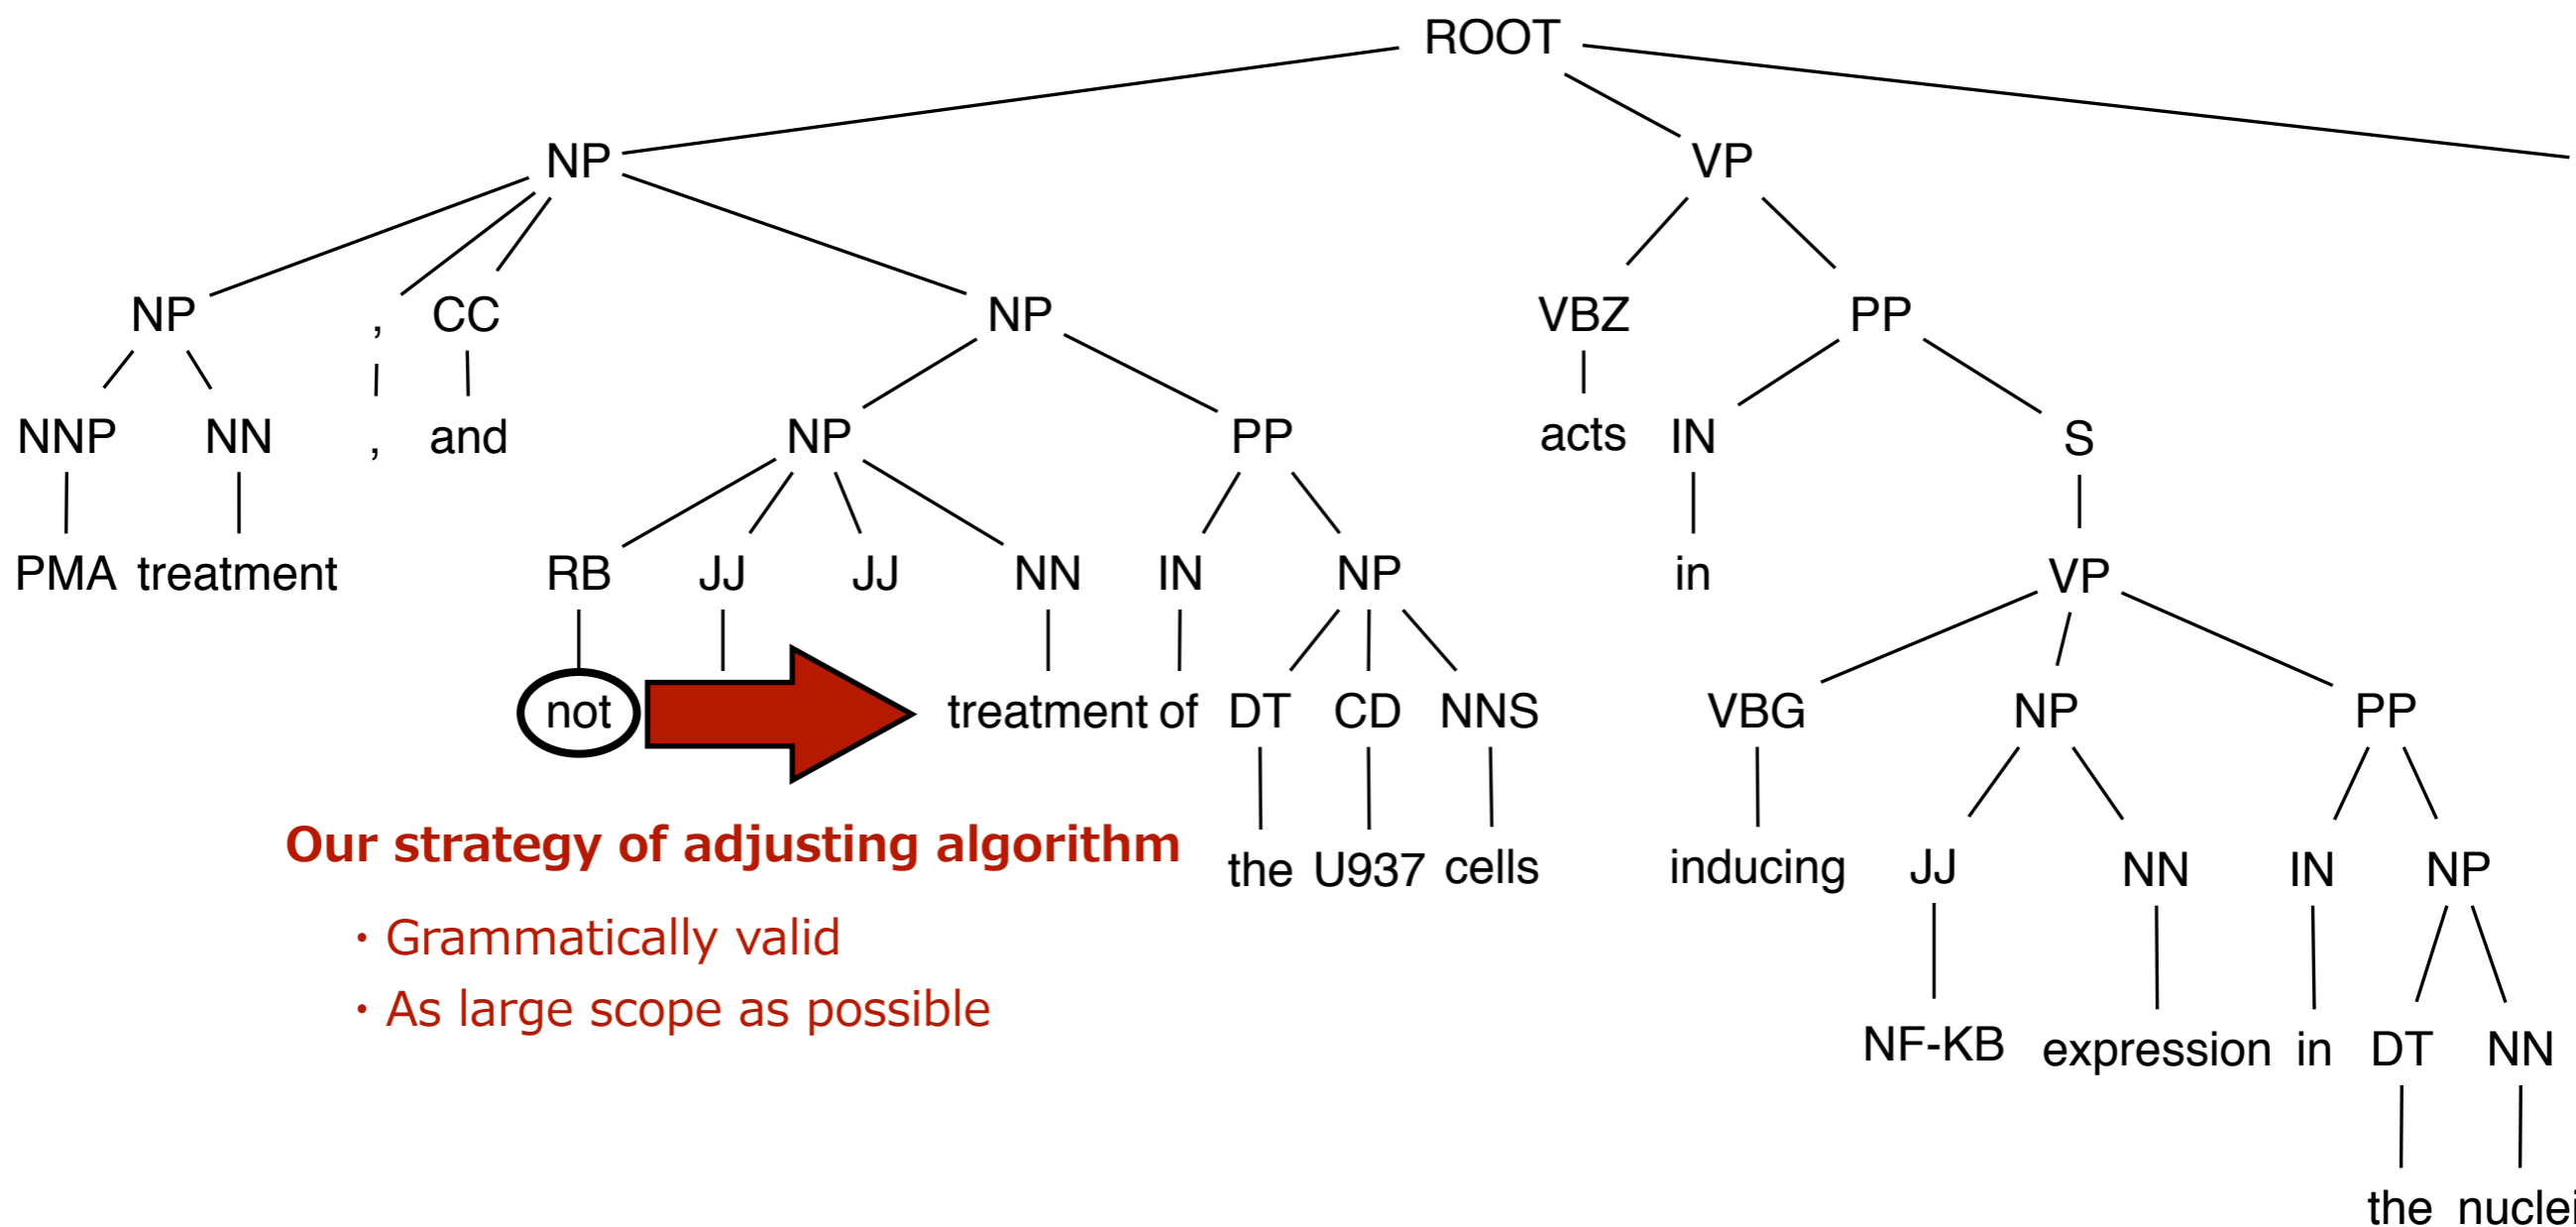 ROOT
NP VP
NP , CC NP VBZ PP
NNP NN , and NP PP acts IN S
PMA treatment RB JJ JJ NN IN NP in VP
not treatment of DT CD NNS VBG NP PP
Our strategy of adjusting algorithm
the U937 cells inducing JJ NN IN NP
・Grammatically valid
・As large scope as possible
NF-KB expression in DT NN
the nuclei